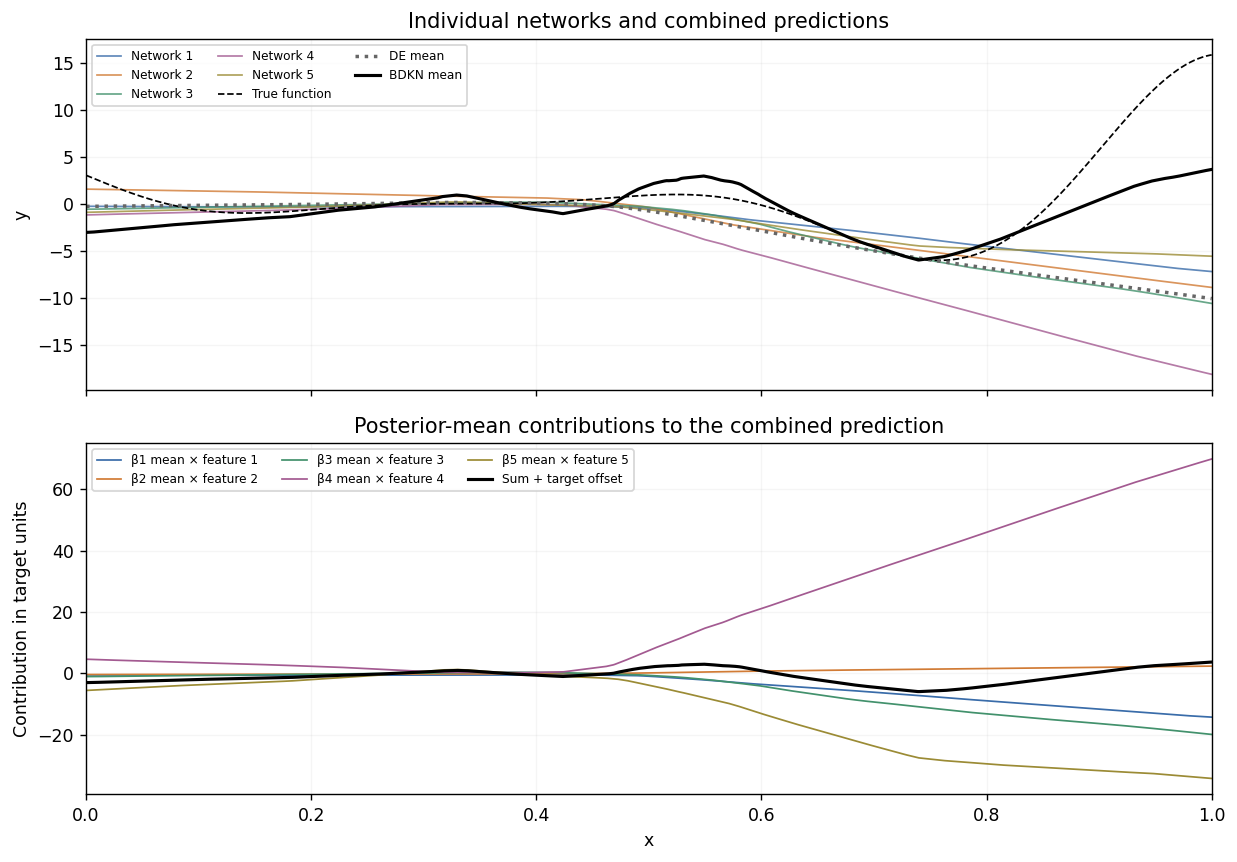 Individual networks and combined predictions
Network 1
Network 2
Network 3
Network 4
Network 5
True function
DE mean
BDKN mean
15
10
5
0
−5
−10
−15
y
Posterior-mean contributions to the combined prediction
β1 mean × feature 1
β2 mean × feature 2
β3 mean × feature 3
β4 mean × feature 4
β5 mean × feature 5
Sum + target offset
60
40
20
0
−20
Contribution in target units
0.0
0.2
0.4
0.6
0.8
1.0
x